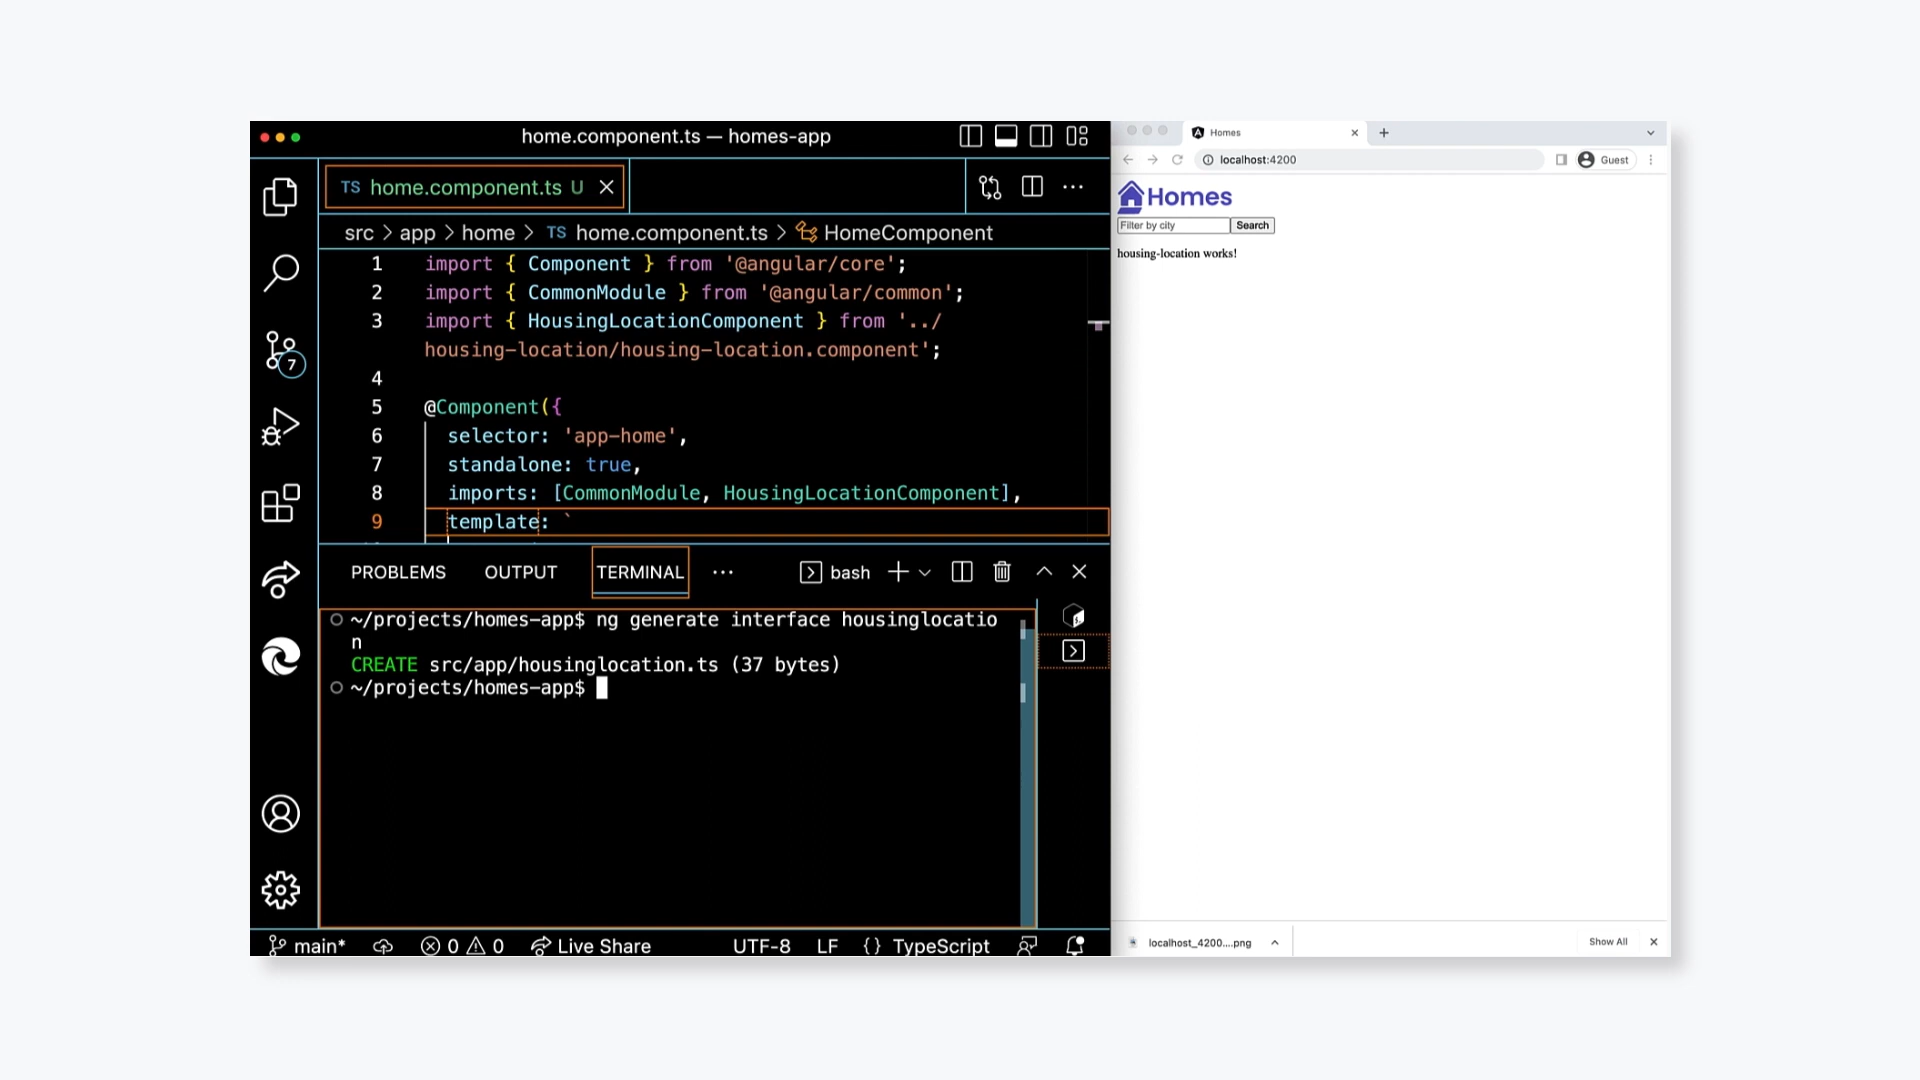 home.component.ts — homes-app
TS home.component.ts U
src > app > home > TS home.component.ts > HomeComponent
1 import { Component } from '@angular/core';
2 import { CommonModule } from '@angular/common';
3 import { HousingLocationComponent } from '../
housing-location/housing-location.component';
4
5 @Component({
6 selector: 'app-home',
7 standalone: true,
8 imports: [CommonModule, HousingLocationComponent],
9 template: `
7
PROBLEMS OUTPUT TERMINAL ··· bash
~/projects/homes-app$ ng generate interface housinglocatio
n
CREATE src/app/housinglocation.ts (37 bytes)
~/projects/homes-app$
main* 0 0 Live Share UTF-8 LF {} TypeScript
Homes
localhost:4200 Guest
Homes
Filter by city Search
housing-location works!
localhost_4200....png Show All